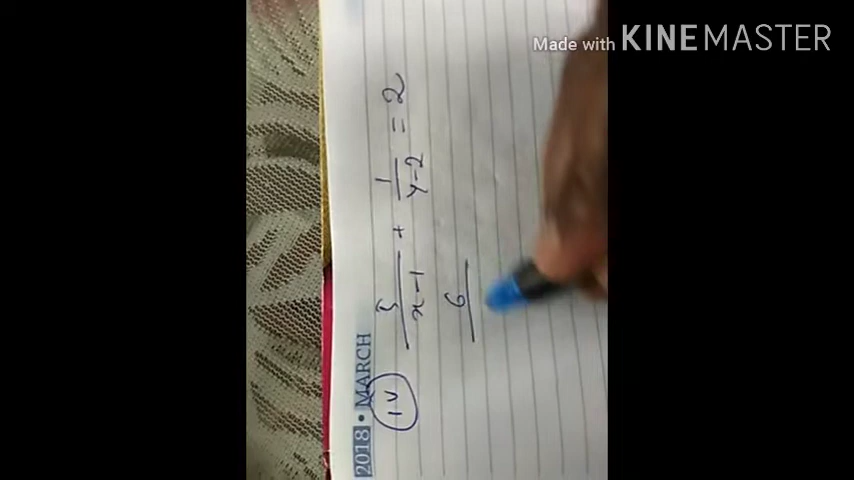 Made with KINEMASTER
2018 • MARCH
iv 5/(x-1) + 1/(y-2) = 2
6